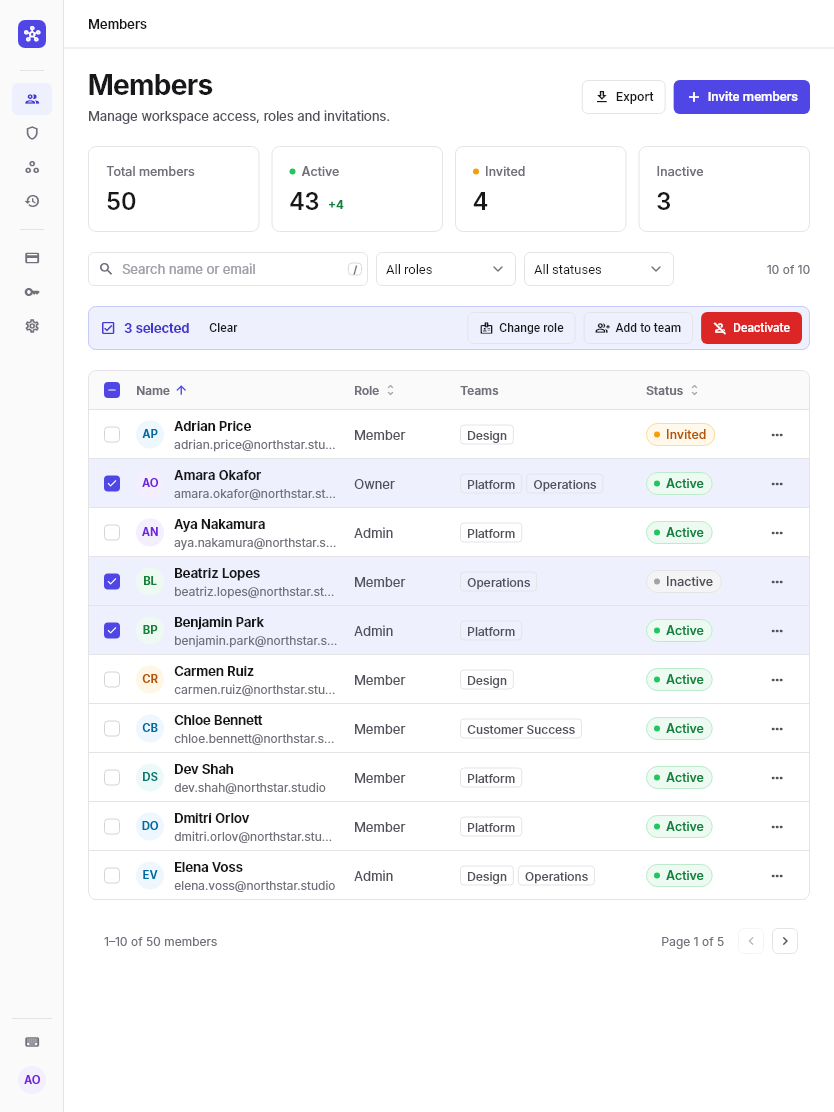 Members
Members
Manage workspace access, roles and invitations.
Export
Invite members
Total members
50
Active
43 +4
Invited
4
Inactive
3
Search name or email /
All roles
All statuses
10 of 10
3 selected
Clear
Change role
Add to team
Deactivate
Name Role Teams Status
AP Adrian Price
adrian.price@northstar.stu...
Member
Design
Invited
AO Amara Okafor
amara.okafor@northstar.st...
Owner
Platform Operations
Active
AN Aya Nakamura
aya.nakamura@northstar.s...
Admin
Platform
Active
BL Beatriz Lopes
beatriz.lopes@northstar.st...
Member
Operations
Inactive
BP Benjamin Park
benjamin.park@northstar.s...
Admin
Platform
Active
CR Carmen Ruiz
carmen.ruiz@northstar.stu...
Member
Design
Active
CB Chloe Bennett
chloe.bennett@northstar.s...
Member
Customer Success
Active
DS Dev Shah
dev.shah@northstar.studio
Member
Platform
Active
DO Dmitri Orlov
dmitri.orlov@northstar.stu...
Member
Platform
Active
EV Elena Voss
elena.voss@northstar.studio
Admin
Design Operations
Active
1–10 of 50 members
Page 1 of 5
AO